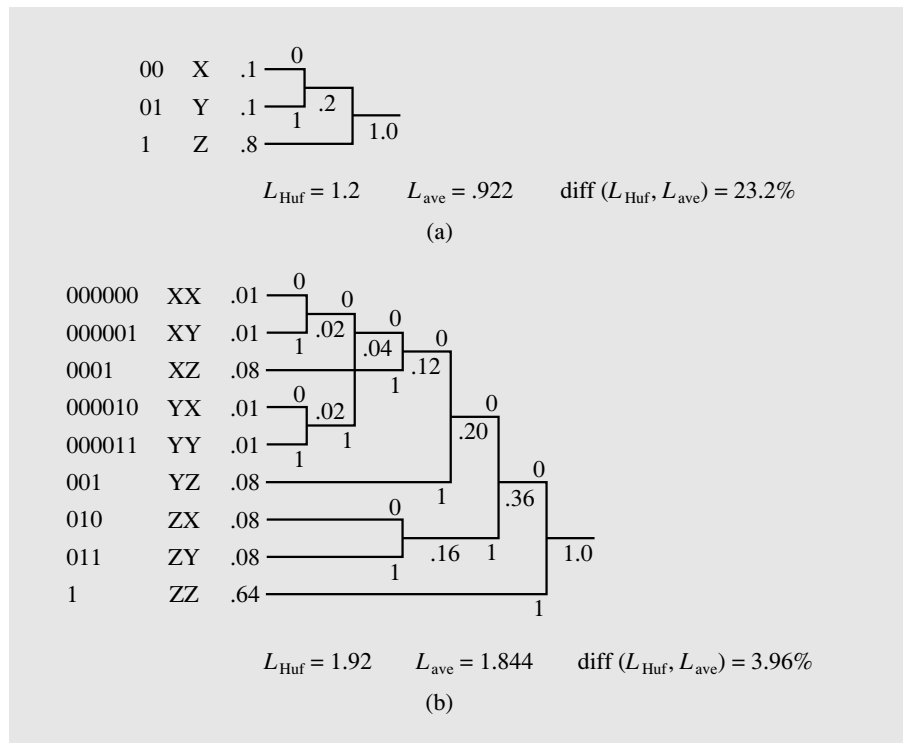 0
00 X .1
.2
01 Y .1
1
1.0
1 Z .8
L_Huf = 1.2 L_ave = .922 diff (L_Huf, L_ave) = 23.2%
(a)
0
000000 XX .01 0
.02 0
000001 XY .01
1 .04 0
0001 XZ .08 .12
1
000010 YX .01 0 0
.02 .20
000011 YY .01 1
1
001 YZ .08 0
1 .36
010 ZX .08 0
011 ZY .08 .16 1 1.0
1
1 ZZ .64
1
L_Huf = 1.92 L_ave = 1.844 diff (L_Huf, L_ave) = 3.96%
(b)